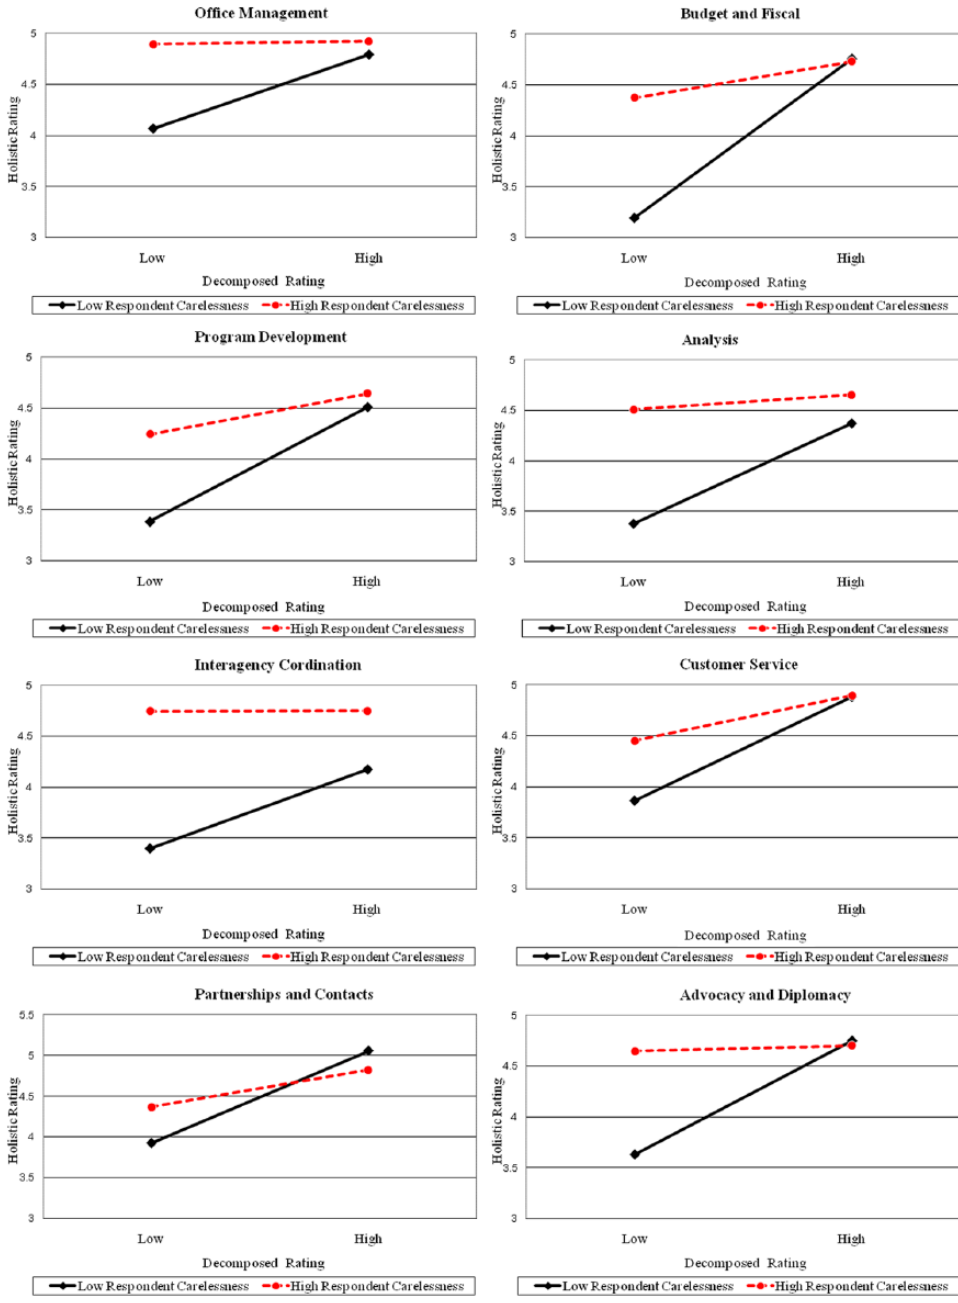 Office Management
5
4.5
4
3.5
3
Holistic Rating
Low High
Decomposed Rating
Low Respondent Carelessness High Respondent Carelessness
Budget and Fiscal
5
4.5
4
3.5
3
Holistic Rating
Low High
Decomposed Rating
Low Respondent Carelessness High Respondent Carelessness
Program Development
5
4.5
4
3.5
3
Holistic Rating
Low High
Decomposed Rating
Low Respondent Carelessness High Respondent Carelessness
Analysis
5
4.5
4
3.5
3
Holistic Rating
Low High
Decomposed Rating
Low Respondent Carelessness High Respondent Carelessness
Interagency Cordination
5
4.5
4
3.5
3
Holistic Rating
Low High
Decomposed Rating
Low Respondent Carelessness High Respondent Carelessness
Customer Service
5
4.5
4
3.5
3
Holistic Rating
Low High
Decomposed Rating
Low Respondent Carelessness High Respondent Carelessness
Partnerships and Contacts
5.5
5
4.5
4
3.5
3
Holistic Rating
Low High
Decomposed Rating
Low Respondent Carelessness High Respondent Carelessness
Advocacy and Diplomacy
5
4.5
4
3.5
3
Holistic Rating
Low High
Decomposed Rating
Low Respondent Carelessness High Respondent Carelessness